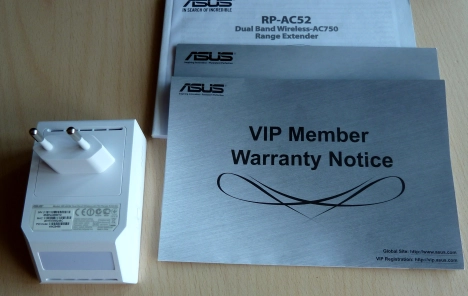 ASUS
IN SEARCH OF INCREDIBLE
RP-AC52
Dual Band Wireless-AC750
Range Extender
ASUS
ASUS
VIP Member
Warranty Notice
Global Site: http://www.asus.com
VIP Registration: http://vip.asus.com
ASUS